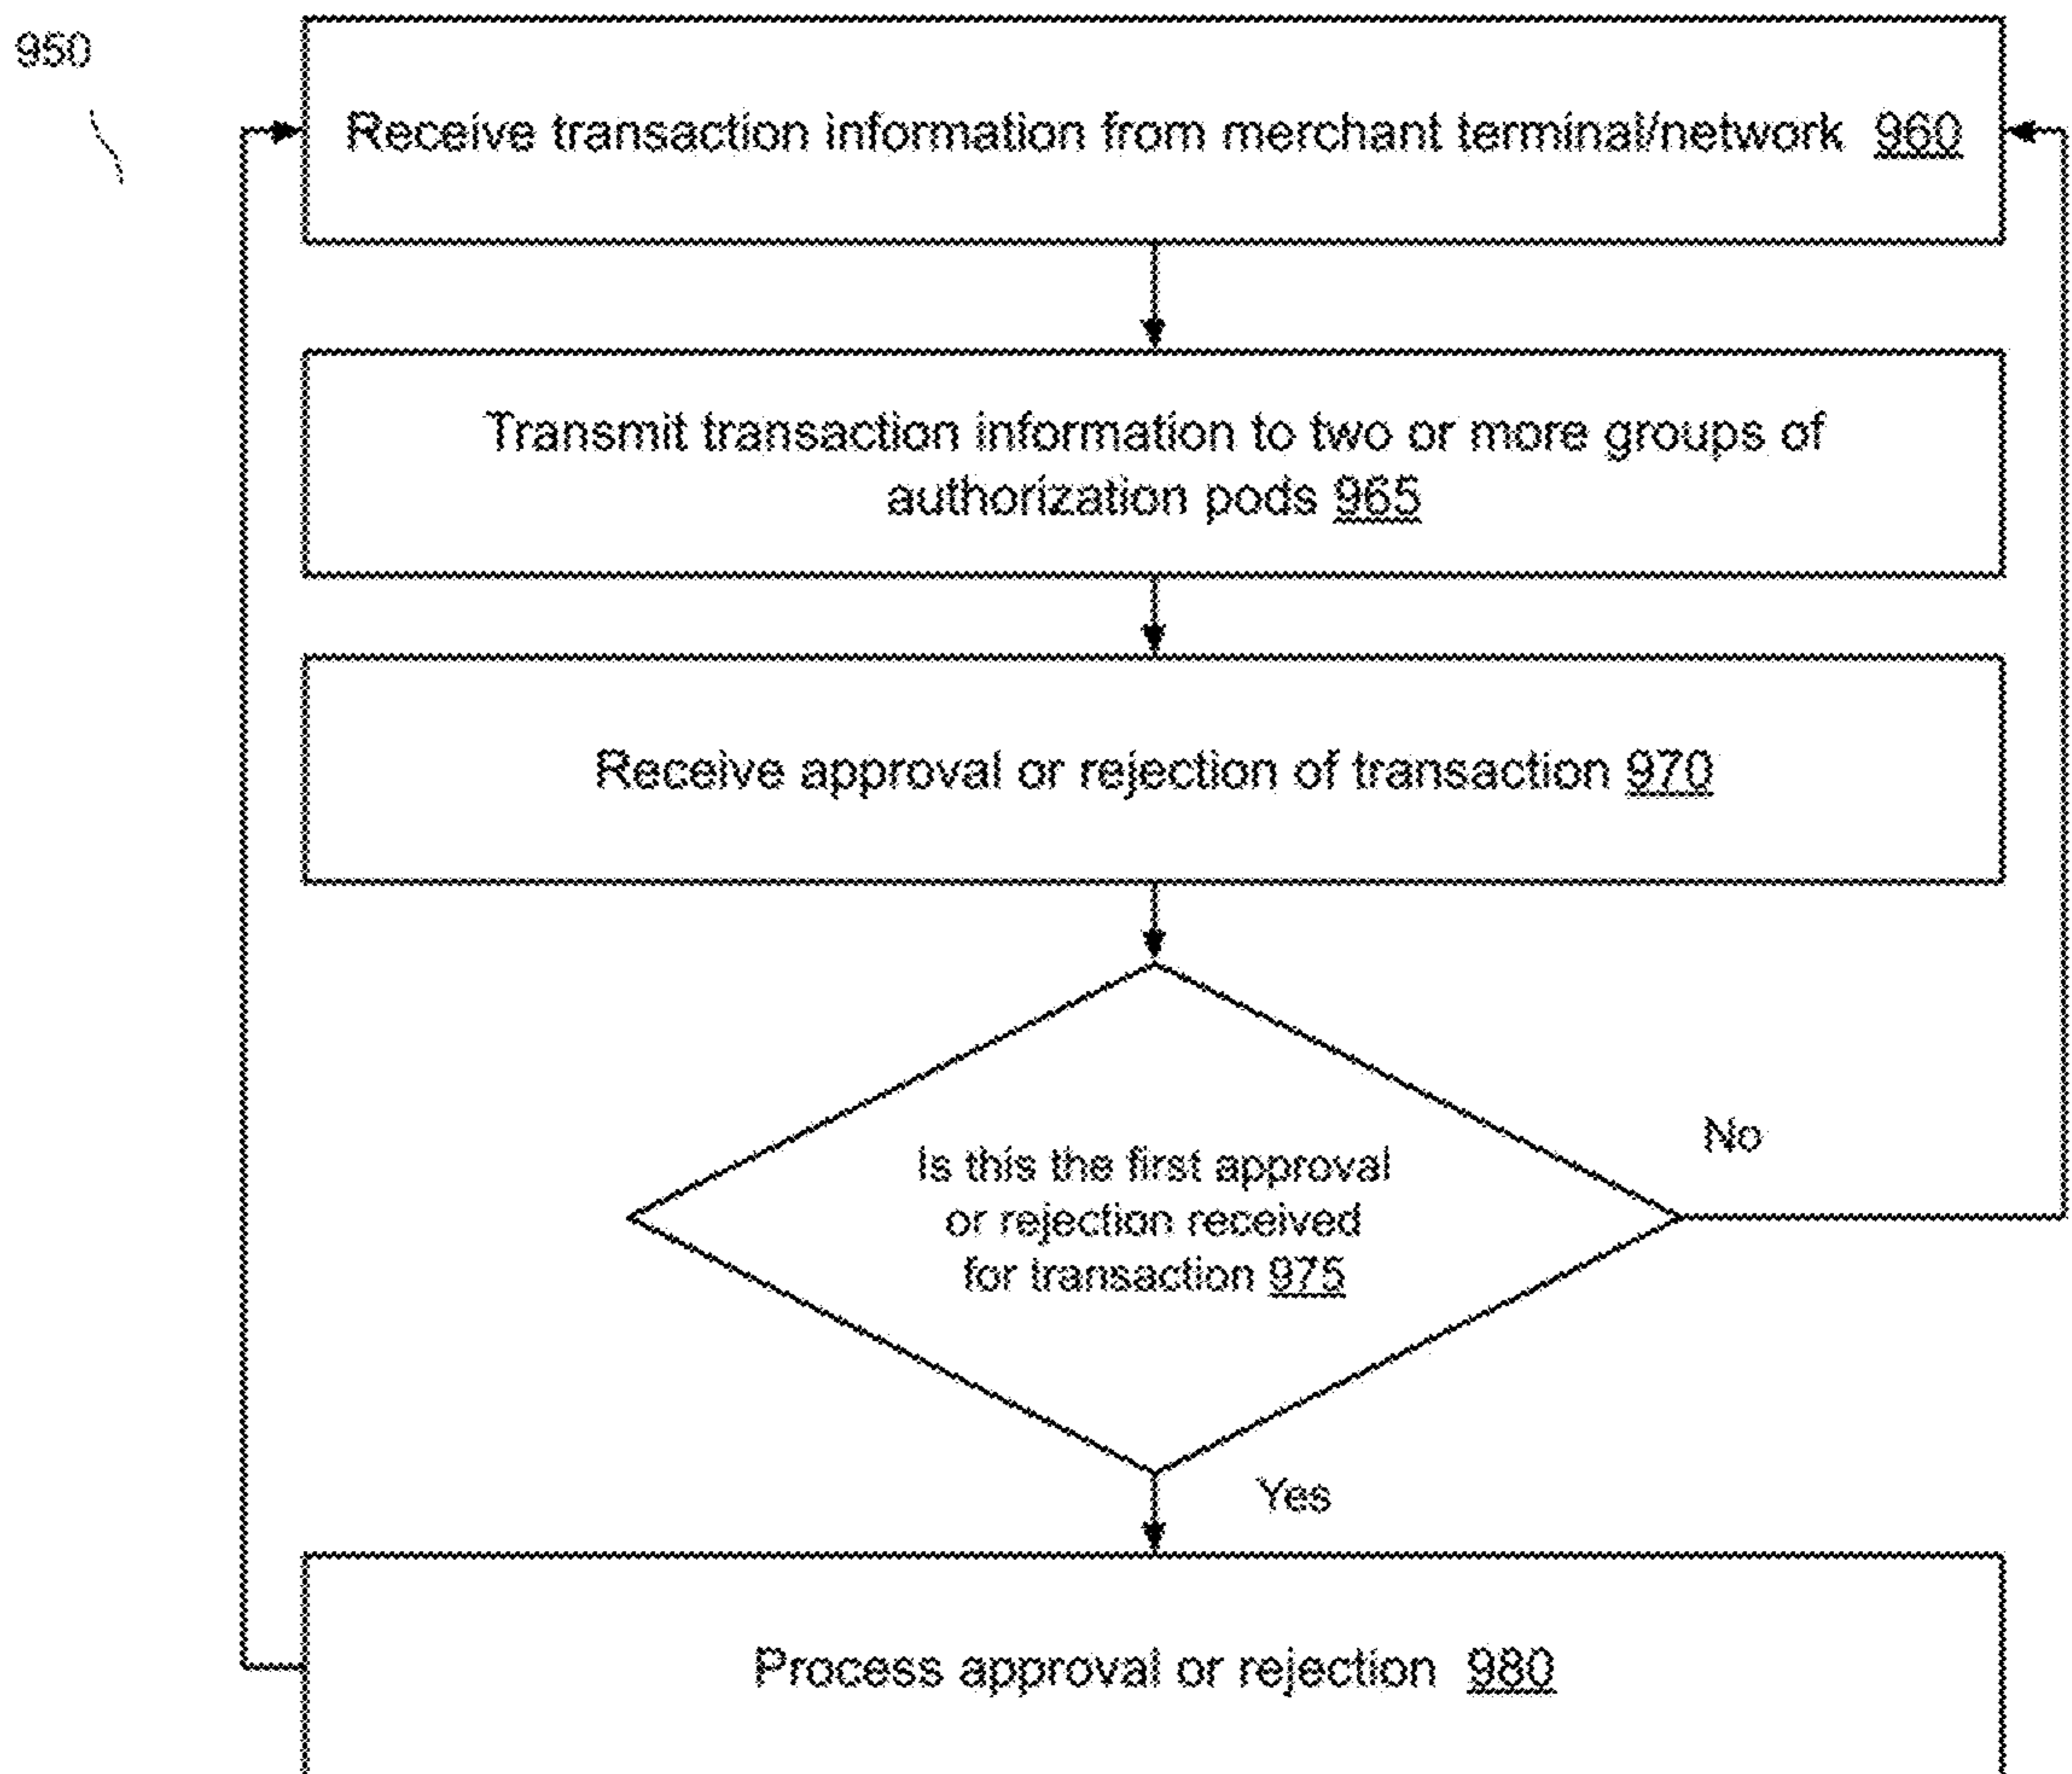 950
Receive transaction information from merchant terminal/network 960
Transmit transaction information to two or more groups of
authorization pods 965
Receive approval or rejection of transaction 970
Is this the first approval
or rejection received
for transaction 975
No
Yes
Process approval or rejection 980